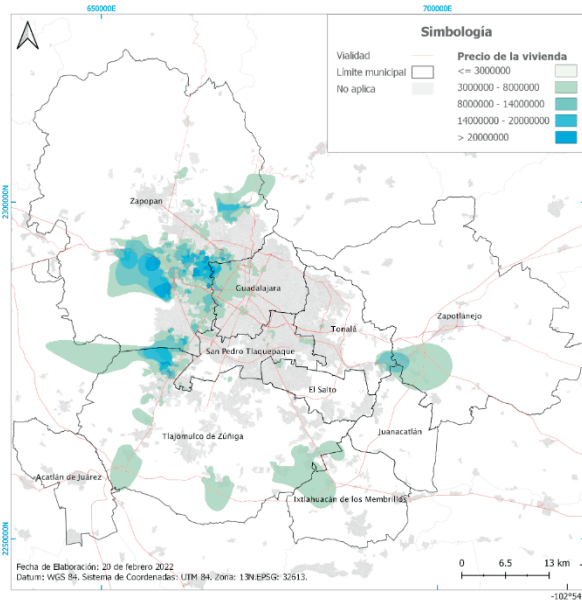 650000E
700000E
Simbología
Vialidad
Límite municipal
No aplica
Precio de la vivienda
<= 3000000
3000000 - 8000000
8000000 - 14000000
14000000 - 20000000
> 20000000
2300000N
Zapopan
Guadalajara
Zapotlanejo
Tonalá
San Pedro Tlaquepaque
El Salto
Juanacatlán
Tlajomulco de Zúñiga
Acatlán de Juárez
Ixtlahuacán de los Membrillos
2250000N
Fecha de Elaboración: 20 de febrero 2022
Datum: WGS 84. Sistema de Coordenadas: UTM 84. Zona: 13N.EPSG: 32613.
0 6.5 13 km
-102°54'